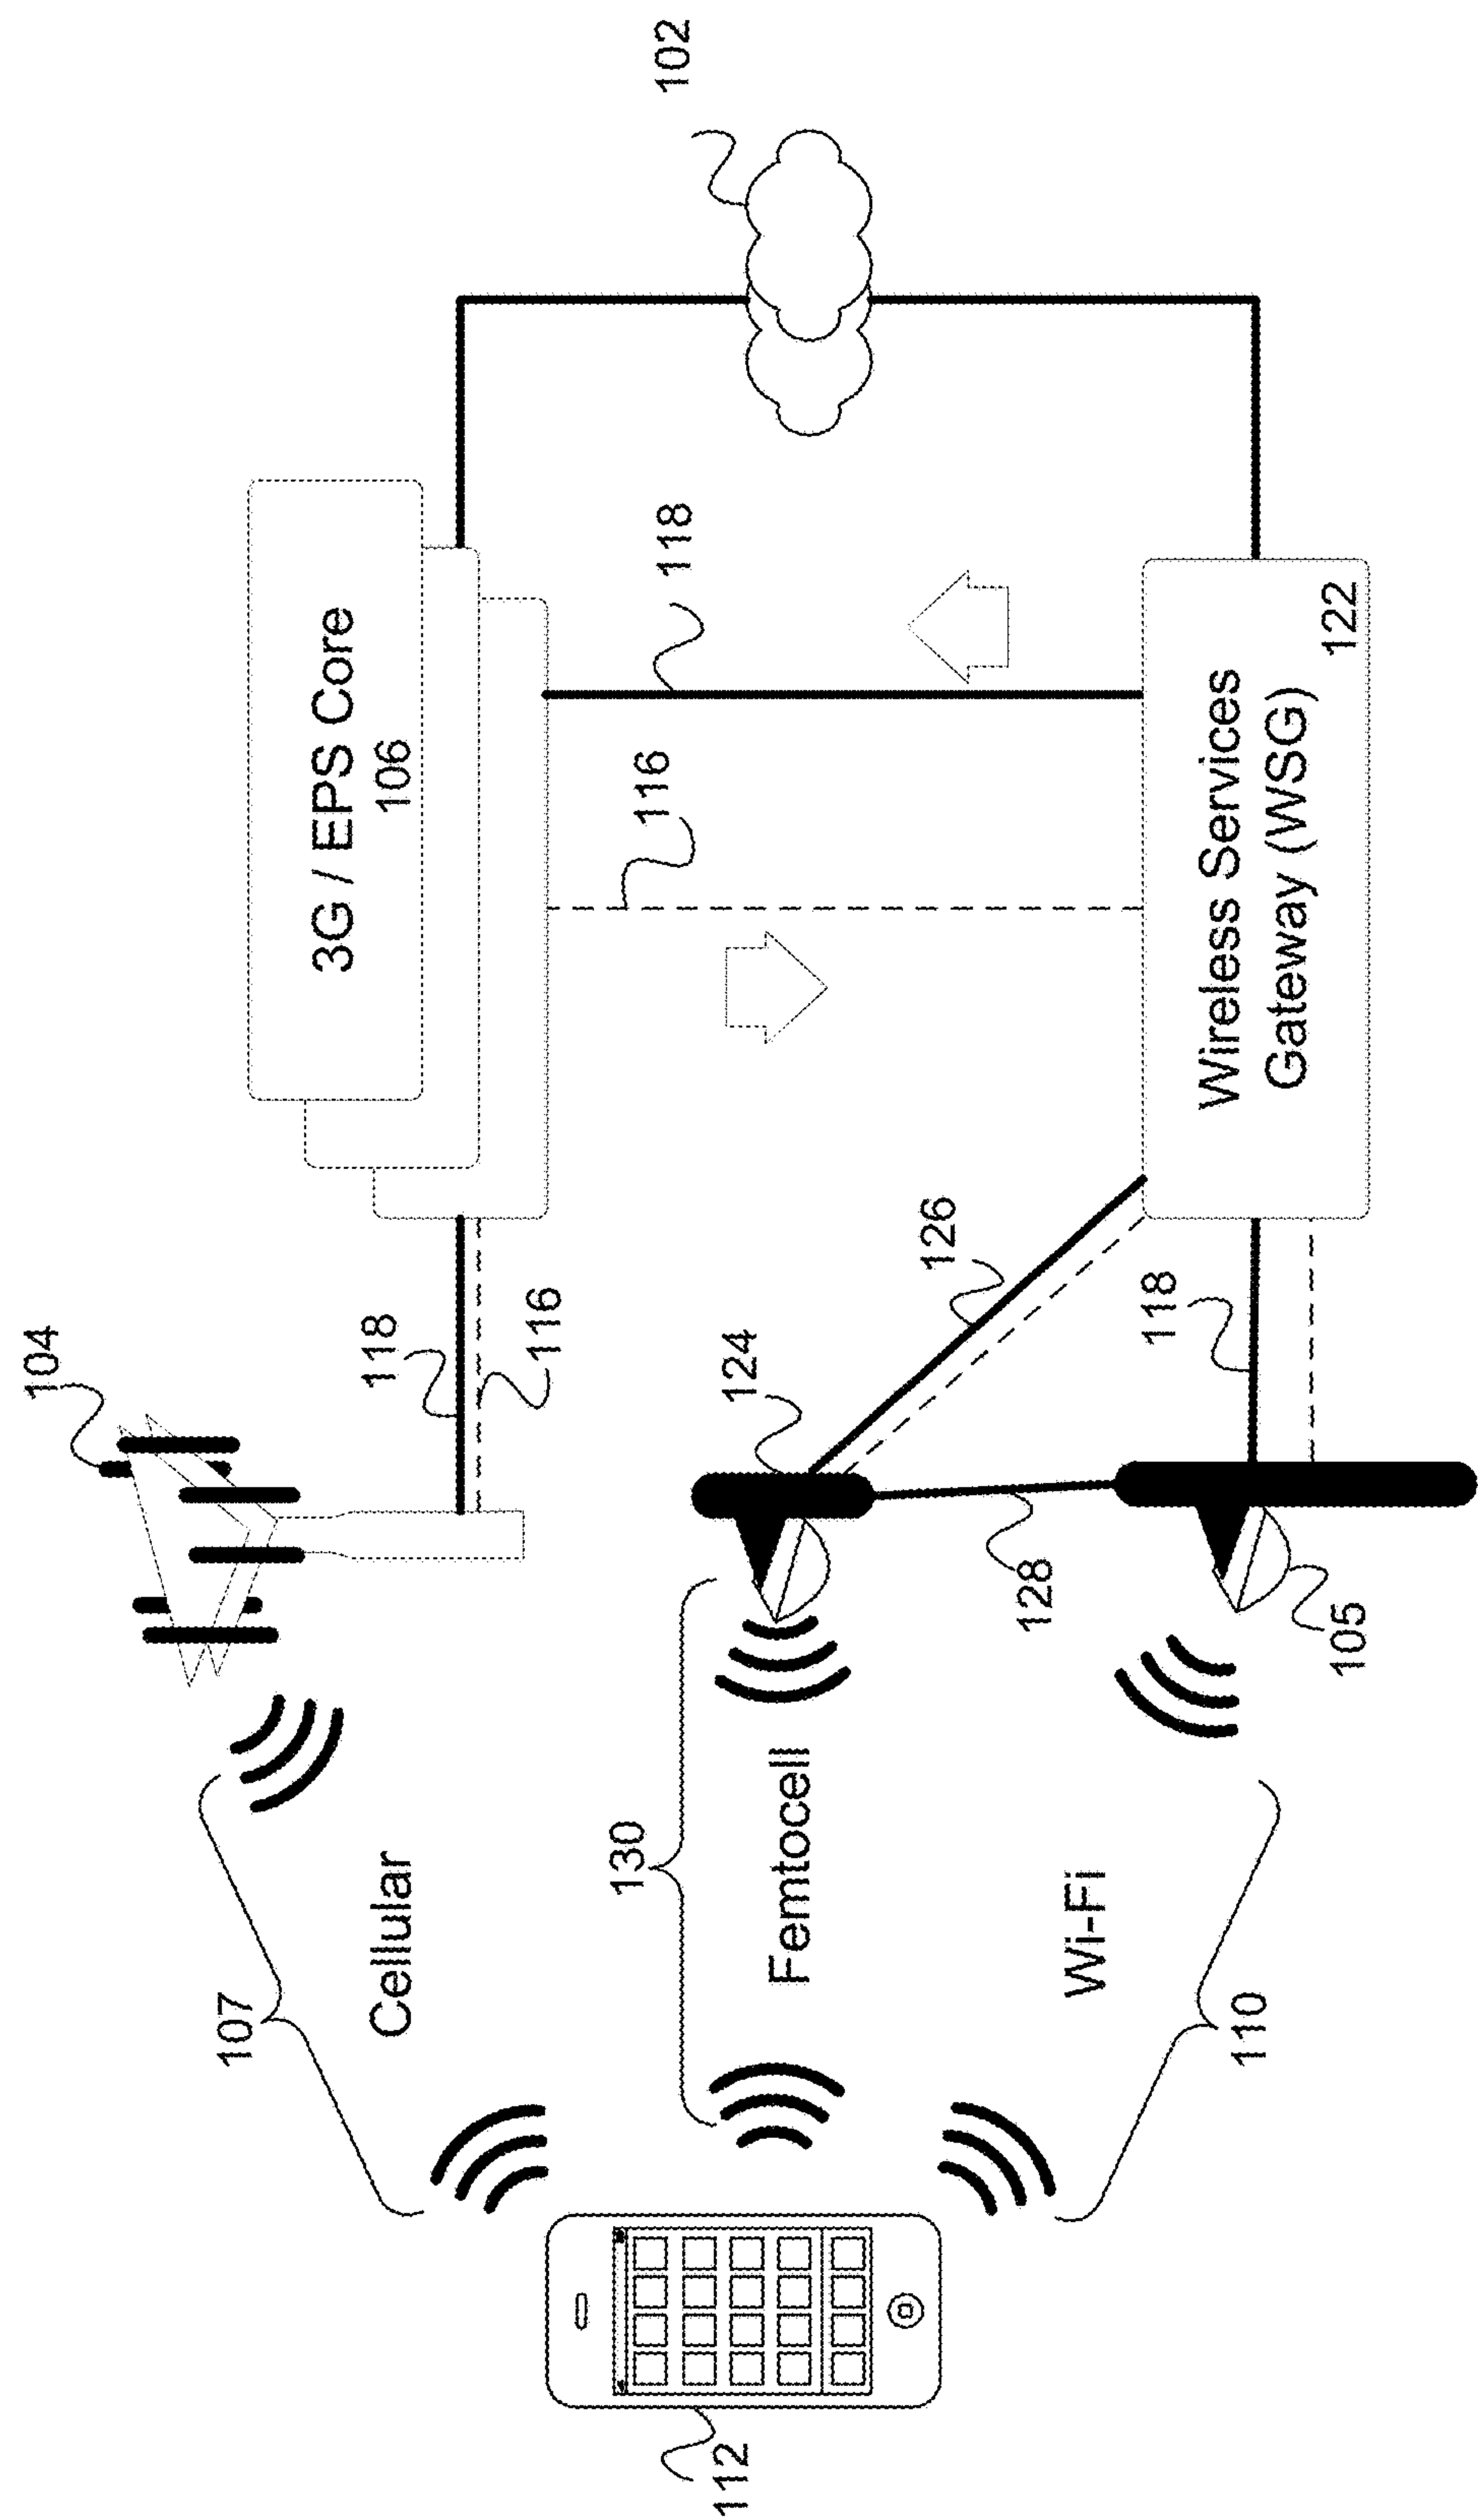 104
107
Cellular
118
116
3G / EPS Core
106
112
130
Femtocell
124
116
118
102
126
128
Wi-Fi
110
105
118
Wireless Services
Gateway (WSG)
122